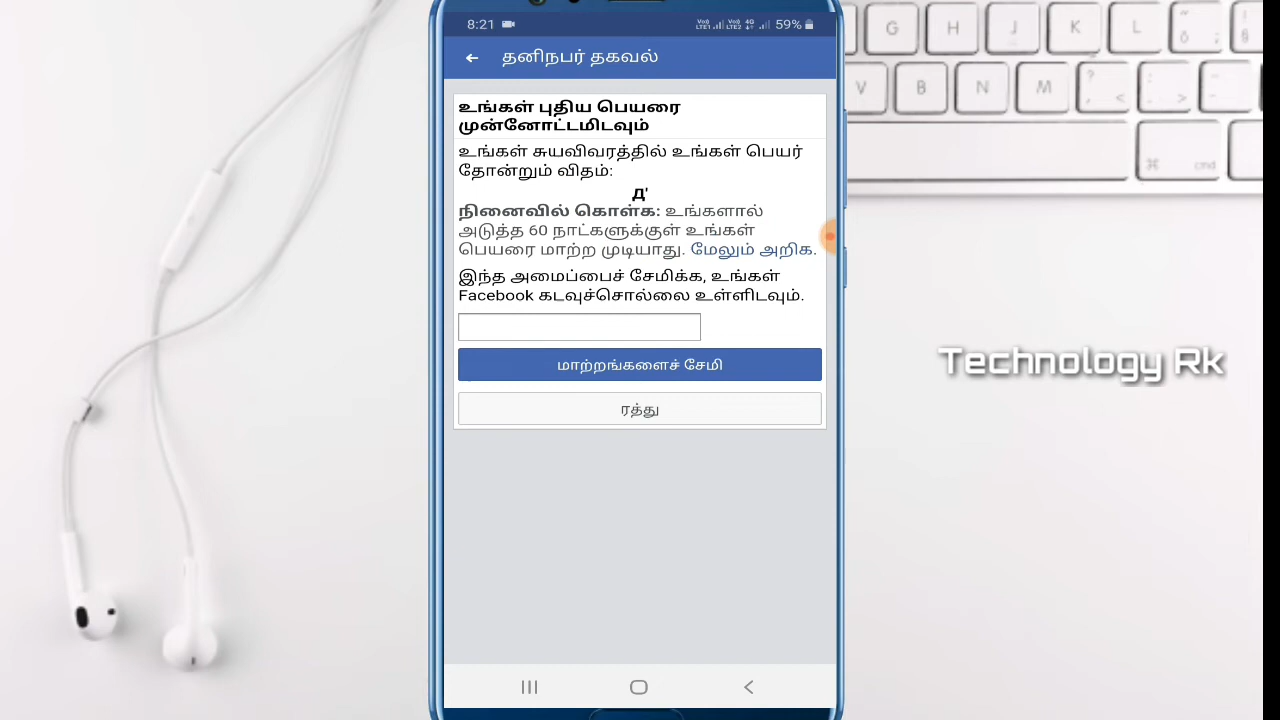 8:21 59%
தனிநபர் தகவல்
உங்கள் புதிய பெயரை
முன்னோட்டமிடவும்
உங்கள் சுயவிவரத்தில் உங்கள் பெயர்
தோன்றும் விதம்:
Д'
நினைவில் கொள்க: உங்களால்
அடுத்த 60 நாட்களுக்குள் உங்கள்
பெயரை மாற்ற முடியாது. மேலும் அறிக.
இந்த அமைப்பைச் சேமிக்க, உங்கள்
Facebook கடவுச்சொல்லை உள்ளிடவும்.
மாற்றங்களைச் சேமி
ரத்து
Technology Rk
G H J K L
V B N M
cmd